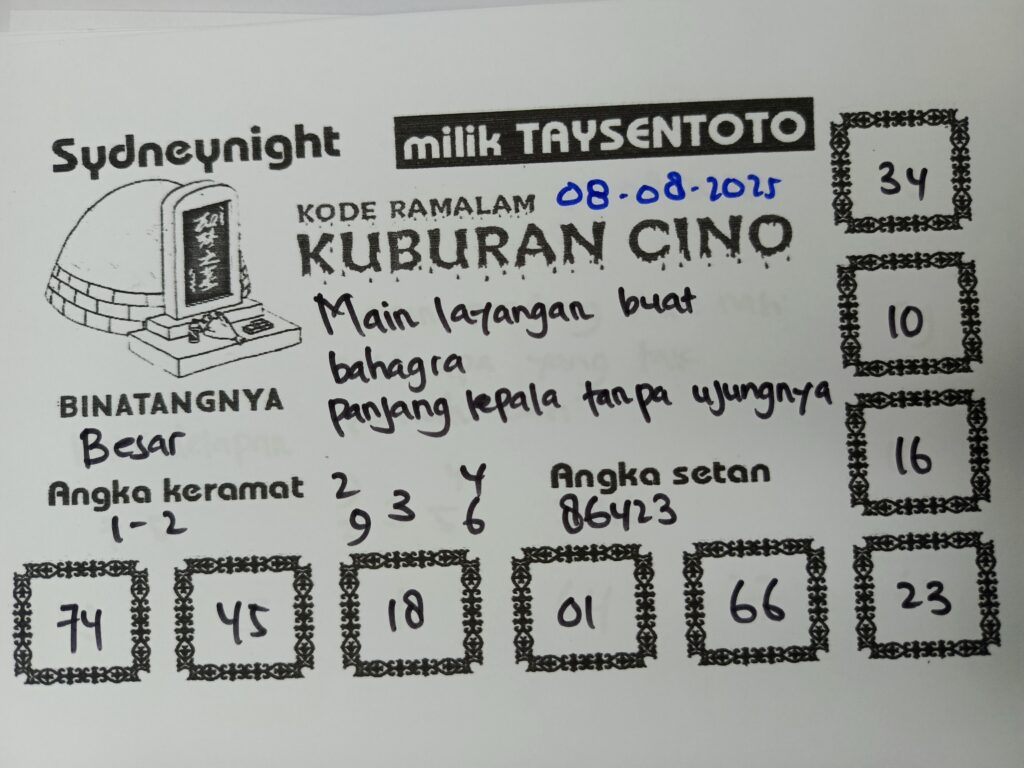 Sydneynight
milik TAYSENTOTO
KODE RAMALAM 08-08-2025
KUBURAN CINO
Main layangan buat
bahagra
panjang kepala tanpa ujungnya
BINATANGNYA
Besar
Angka keramat
1-2
2 4
3
9 6
Angka setan
86423
34
10
16
74 45 18 01 66 23